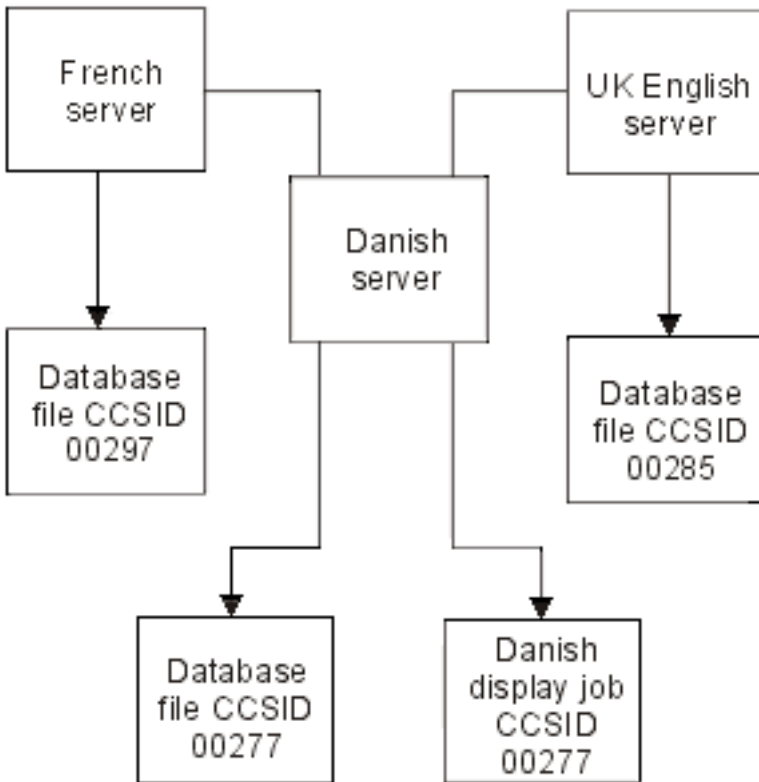 French
server
UK English
server
Danish
server
Database
file CCSID
00297
Database
file CCSID
00285
Database
file CCSID
00277
Danish
display job
CCSID
00277